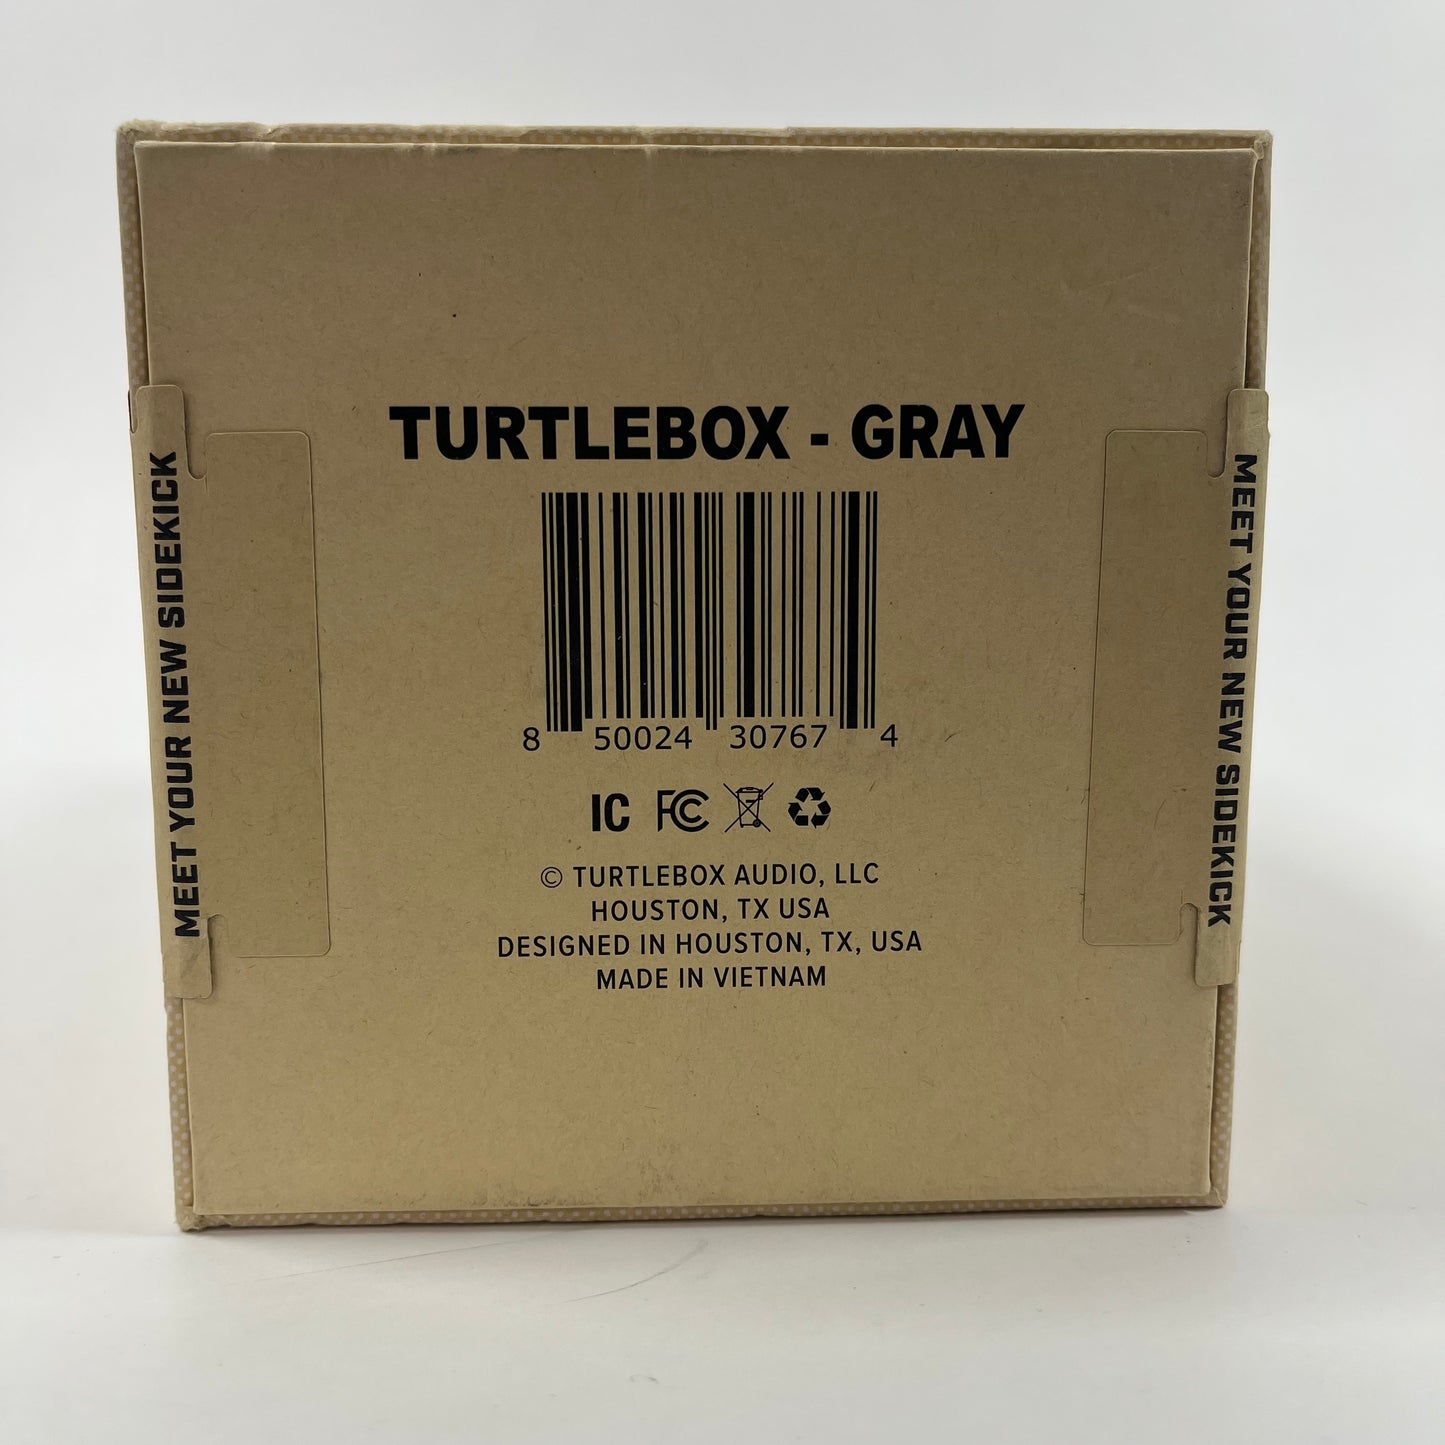 TURTLEBOX - GRAY
MEET YOUR NEW SIDEKICK
MEET YOUR NEW SIDEKICK
8 50024 30767 4
IC FC
© TURTLEBOX AUDIO, LLC
HOUSTON, TX USA
DESIGNED IN HOUSTON, TX, USA
MADE IN VIETNAM